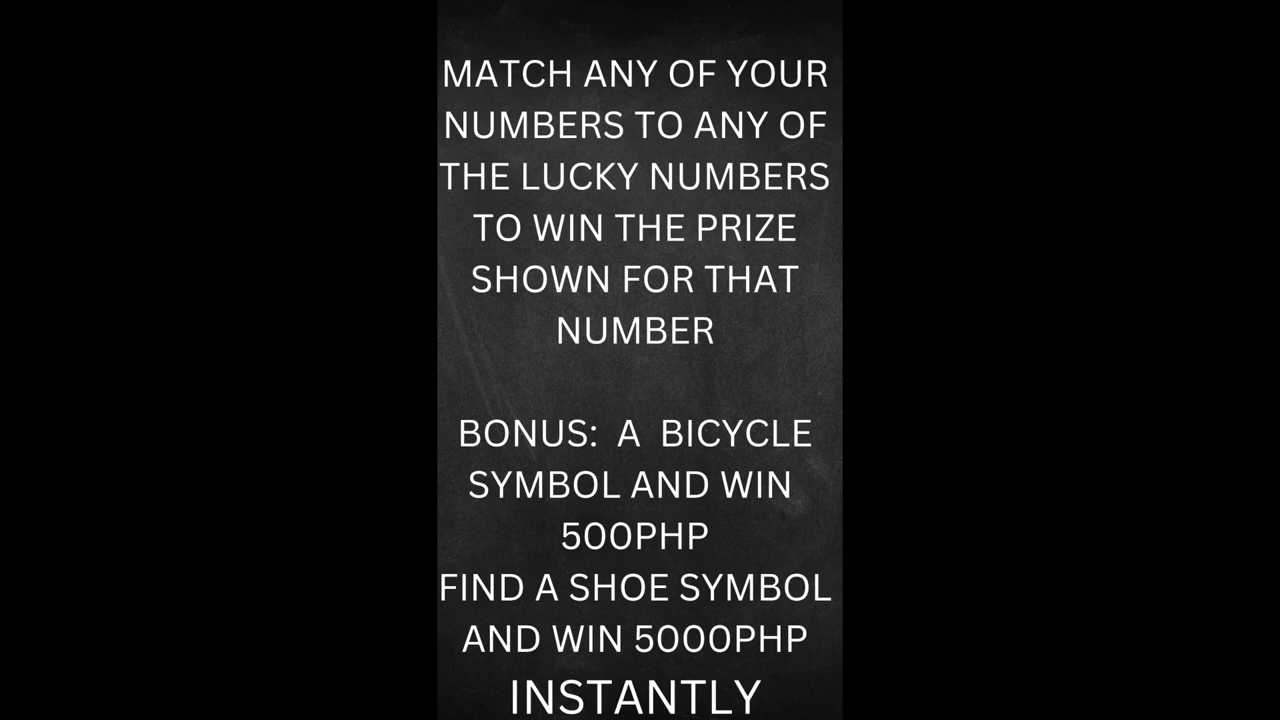 MATCH ANY OF YOUR
NUMBERS TO ANY OF
THE LUCKY NUMBERS
TO WIN THE PRIZE
SHOWN FOR THAT
NUMBER
BONUS: A BICYCLE
SYMBOL AND WIN
500PHP
FIND A SHOE SYMBOL
AND WIN 5000PHP
INSTANTLY